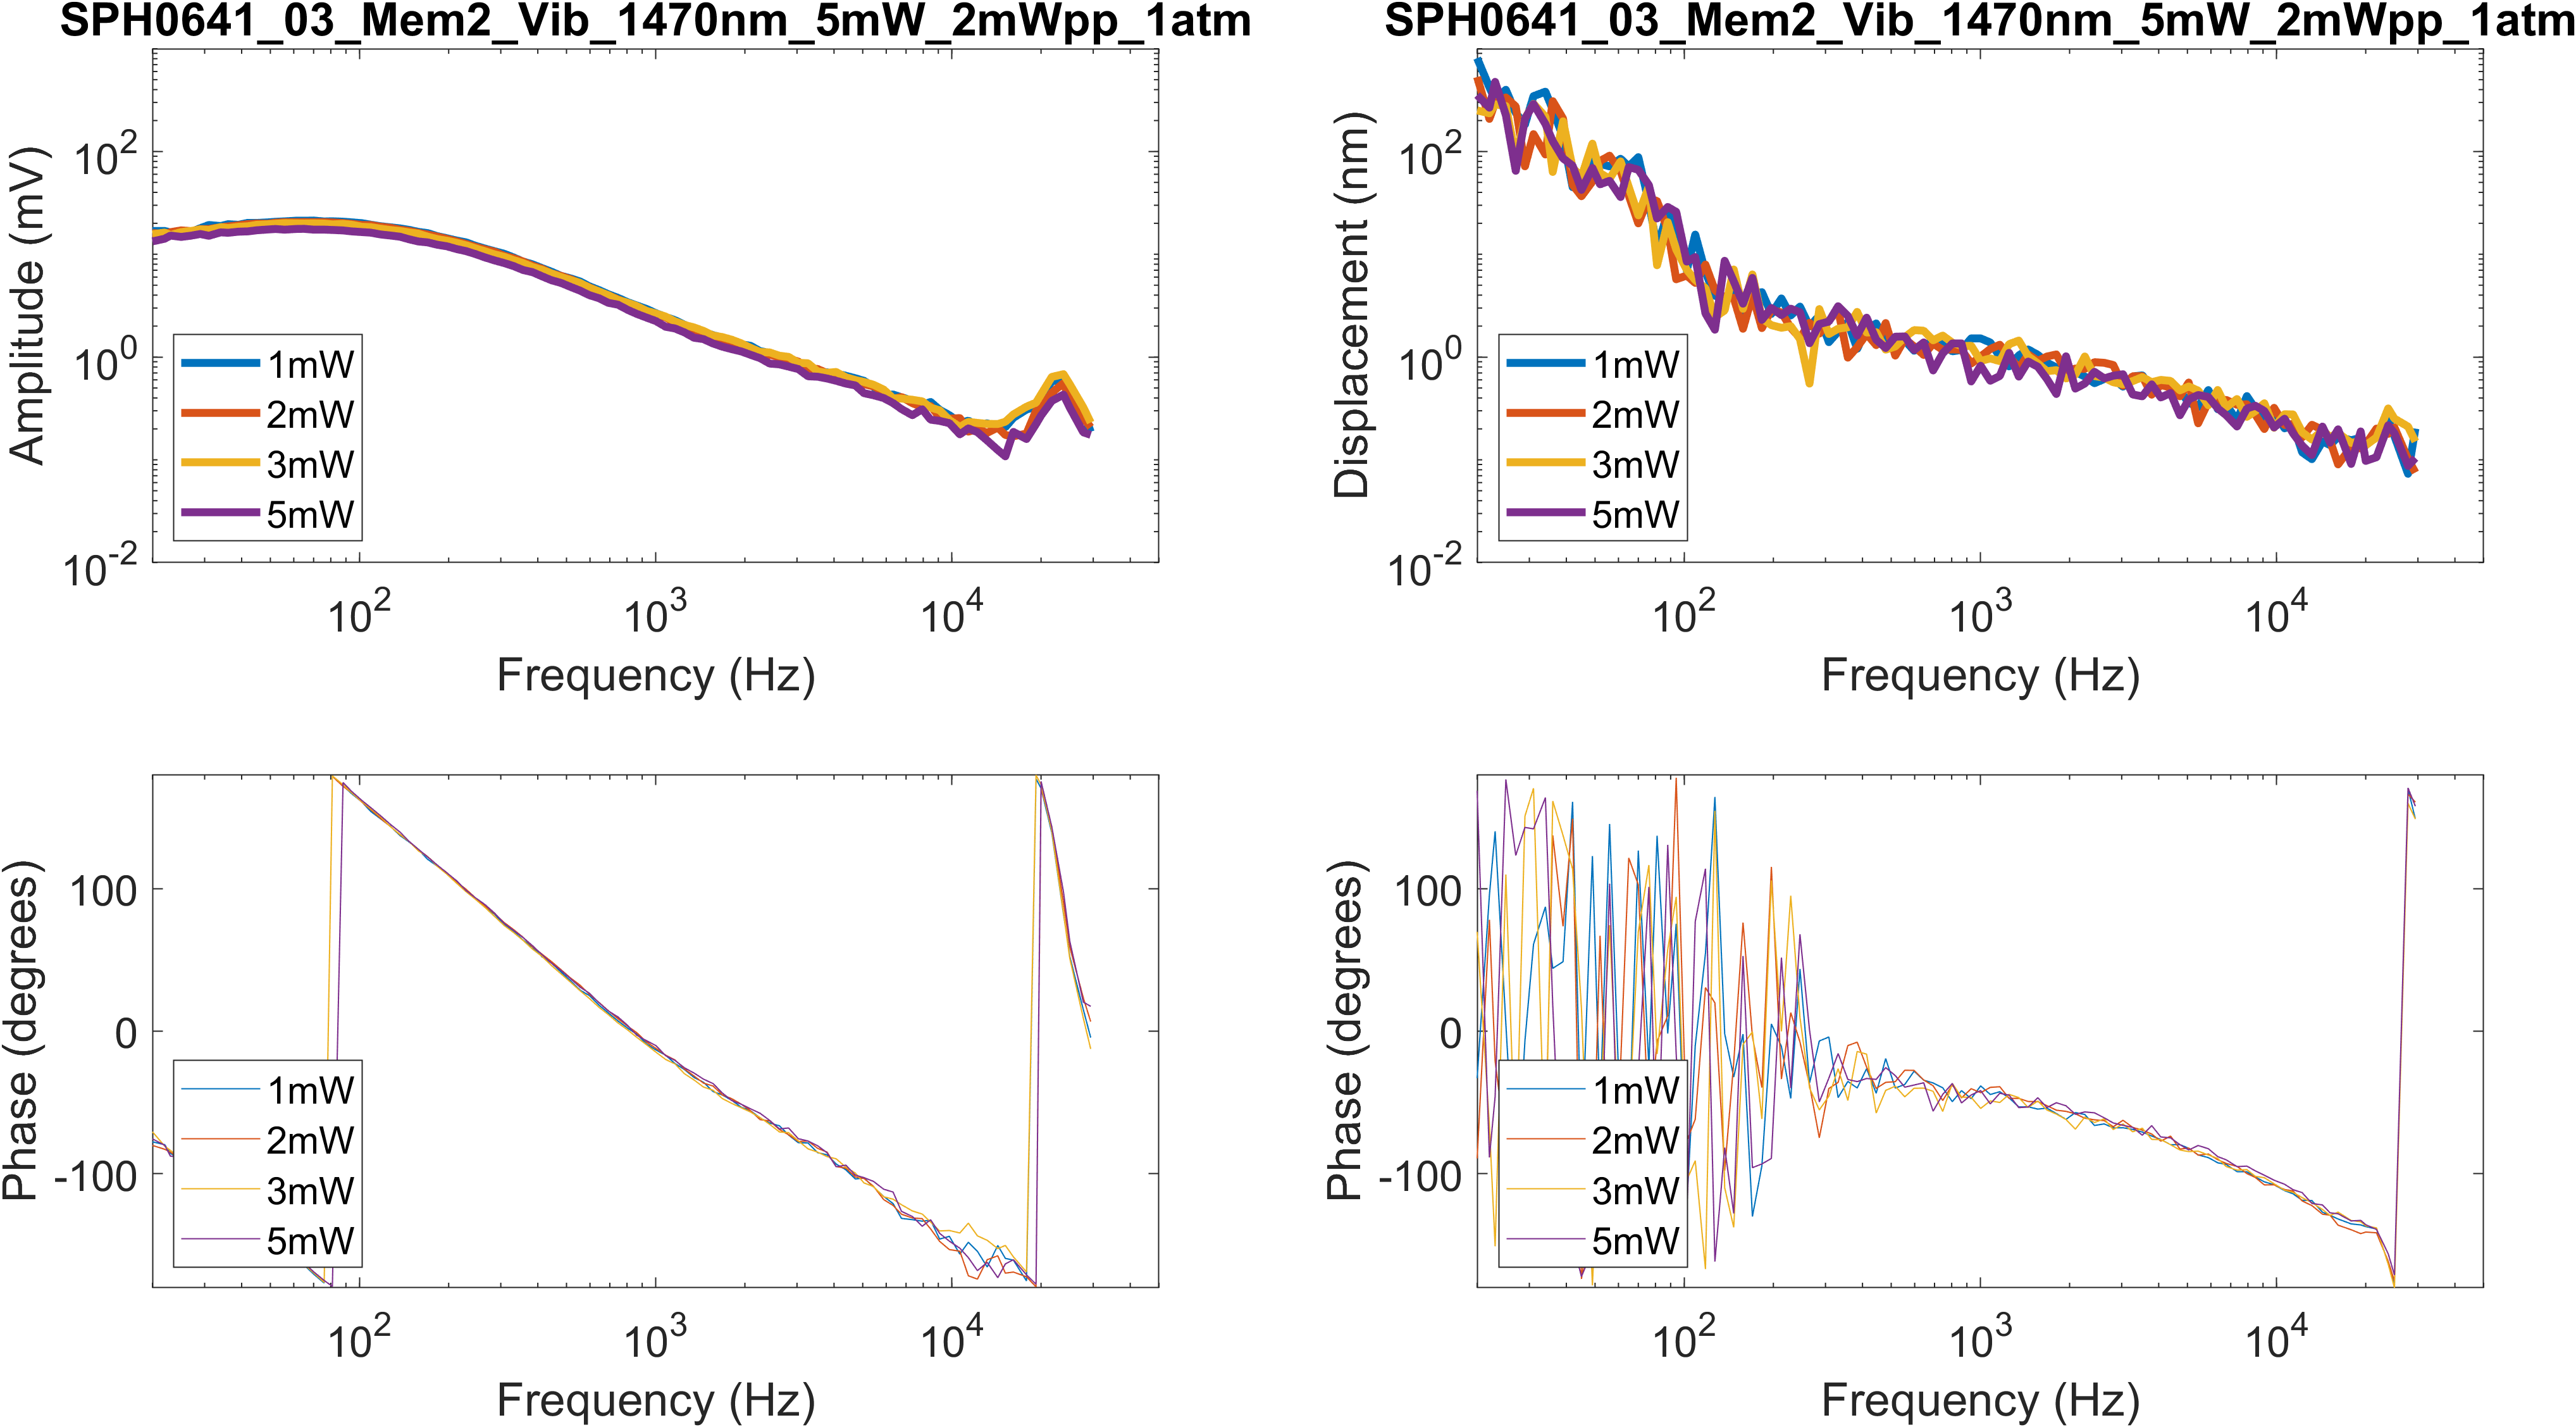 SPH0641_03_Mem2_Vib_1470nm_5mW_2mWpp_1atm
Amplitude (mV)
10^2
10^0
10^-2
1mW
2mW
3mW
5mW
10^2 10^3 10^4
Frequency (Hz)
SPH0641_03_Mem2_Vib_1470nm_5mW_2mWpp_1atm
Displacement (nm)
10^2
10^0
10^-2
1mW
2mW
3mW
5mW
10^2 10^3 10^4
Frequency (Hz)
Phase (degrees)
100
0
-100
1mW
2mW
3mW
5mW
10^2 10^3 10^4
Frequency (Hz)
Phase (degrees)
100
0
-100
1mW
2mW
3mW
5mW
10^2 10^3 10^4
Frequency (Hz)